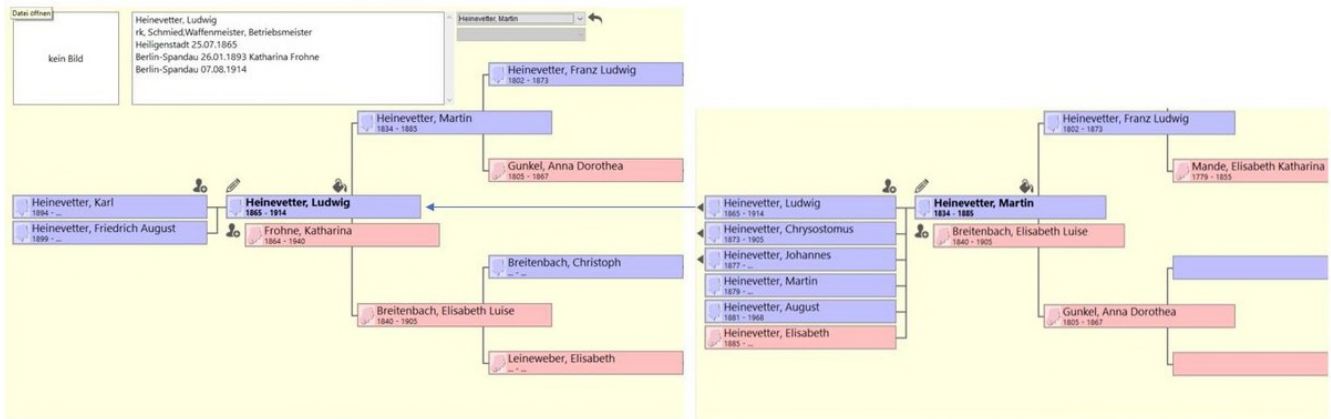 Datei öffnen
kein Bild
Heinevetter, Ludwig
rk, Schmied,Waffenmeister, Betriebsmeister
Heiligenstadt 25.07.1865
Berlin-Spandau 26.01.1893 Katharina Frohne
Berlin-Spandau 07.08.1914
Heinevetter, Martin
Heinevetter, Franz Ludwig
1802 - 1873
Heinevetter, Martin
1834 - 1885
Gunkel, Anna Dorothea
1805 - 1867
Heinevetter, Karl
1894 - ...
Heinevetter, Friedrich August
1899 - ...
Heinevetter, Ludwig
1865 - 1914
Frohne, Katharina
1864 - 1940
Breitenbach, Christoph
... - ...
Breitenbach, Elisabeth Luise
1840 - 1905
Leineweber, Elisabeth
... - ...
Heinevetter, Franz Ludwig
1802 - 1873
Mande, Elisabeth Katharina
1779 - 1855
Heinevetter, Ludwig
1865 - 1914
Heinevetter, Chrysostomus
1873 - 1905
Heinevetter, Johannes
1877 - ...
Heinevetter, Martin
1879 - ...
Heinevetter, August
1881 - 1968
Heinevetter, Elisabeth
1885 - ...
Heinevetter, Martin
1834 - 1885
Breitenbach, Elisabeth Luise
1840 - 1905
Gunkel, Anna Dorothea
1805 - 1867